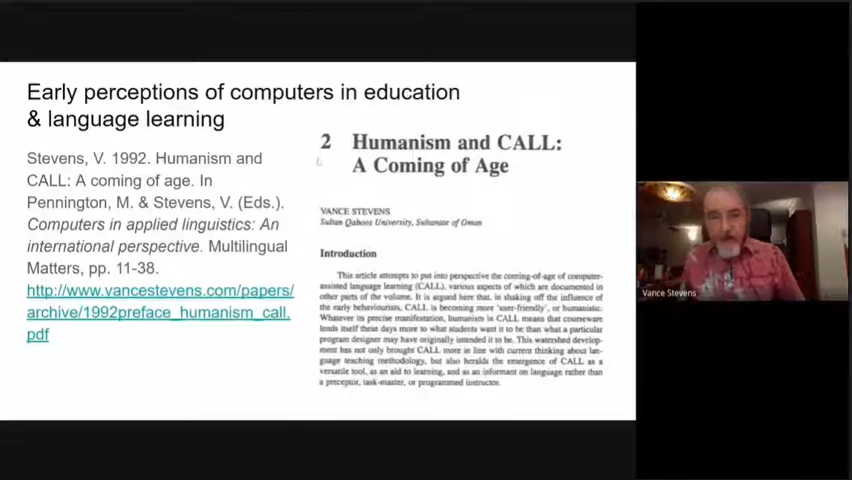 Early perceptions of computers in education
& language learning
Stevens, V. 1992. Humanism and
CALL: A coming of age. In
Pennington, M. & Stevens, V. (Eds.).
Computers in applied linguistics: An
international perspective. Multilingual
Matters, pp. 11-38.
http://www.vancestevens.com/papers/
archive/1992preface_humanism_call.
pdf
2 Humanism and CALL:
A Coming of Age
VANCE STEVENS
Sultan Qaboos University, Sultanate of Oman
Introduction
This article attempts to put into perspective the coming-of-age of computer-
assisted language learning (CALL), various aspects of which are documented in
other parts of the volume. It is argued here that, in shaking off the influence of
the early behaviourists, CALL is becoming more 'user-friendly', or humanistic.
Whatever its precise manifestation, humanism in CALL means that courseware
lends itself these days more to what students want it to be than what a particular
program designer may have originally intended it to be. This watershed develop-
ment has not only brought CALL more in line with current thinking about lan-
guage teaching methodology, but also heralds the emergence of CALL as a
versatile tool, as an aid to learning, and as an informant on language rather than
a preceptor, task-master, or programmed instructor.
Vance Stevens